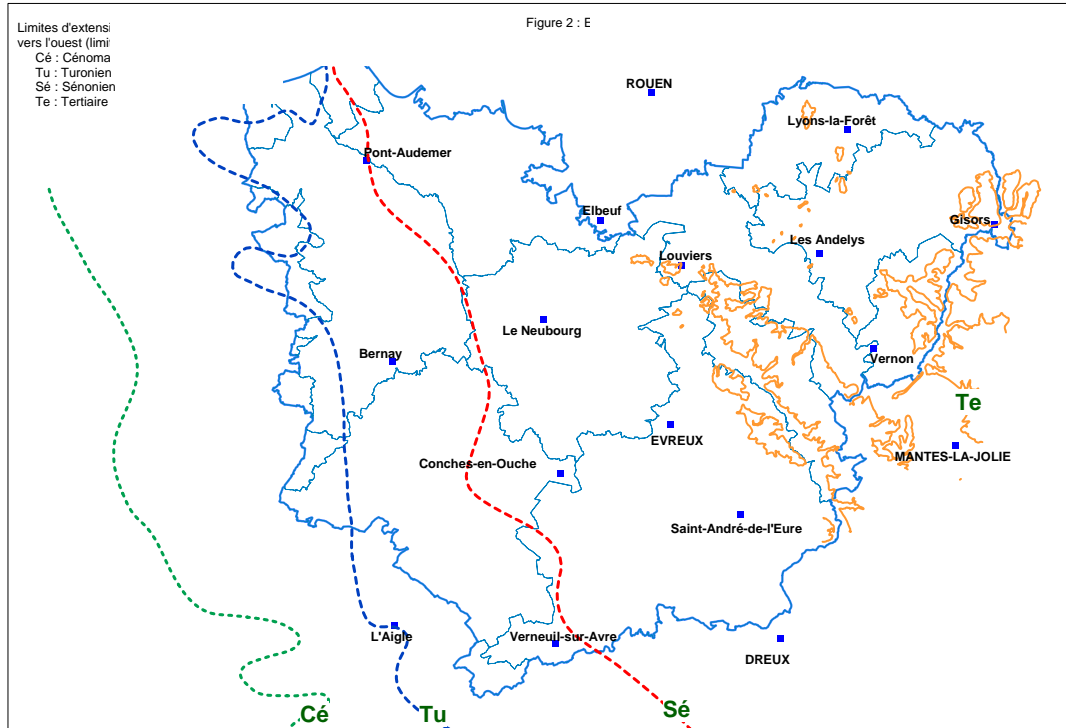 Figure 2 : E
Limites d'extensi
vers l'ouest (limi
Cé : Cénoma
Tu : Turonien
Sé : Sénonien
Te : Tertiaire
ROUEN
Lyons-la-Forêt
Pont-Audemer
Elbeuf
Gisors
Les Andelys
Louviers
Le Neubourg
Bernay
Vernon
Te
EVREUX
MANTES-LA-JOLIE
Conches-en-Ouche
Saint-André-de-l'Eure
L'Aigle
Verneuil-sur-Avre
DREUX
Cé
Tu
Sé